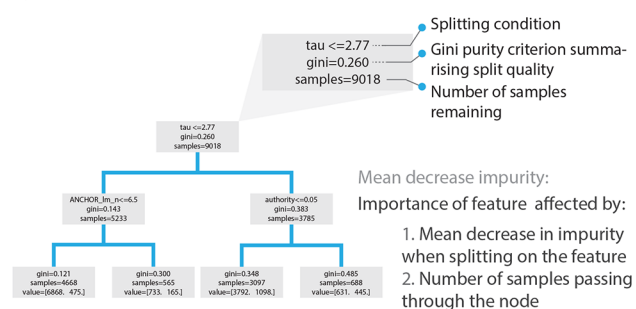 Splitting condition
tau <=2.77
gini=0.260
samples=9018
Gini purity criterion summa-
rising split quality
Number of samples
remaining
tau <=2.77
gini=0.260
samples=9018
ANCHOR_lm_n<=6.5
gini=0.143
samples=5233
authority<=0.05
gini=0.383
samples=3785
gini=0.121
samples=4668
value=[6868. 475.]
gini=0.300
samples=565
value=[733. 165.]
gini=0.348
samples=3097
value=[3792. 1098.]
gini=0.485
samples=688
value=[631. 445.]
Mean decrease impurity:
Importance of feature affected by:
1. Mean decrease in impurity
when splitting on the feature
2. Number of samples passing
through the node